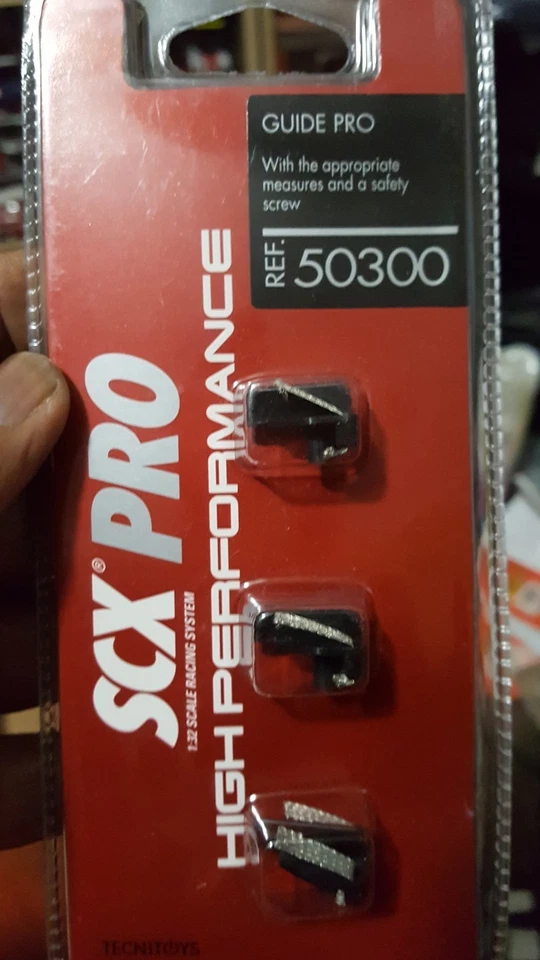 GUIDE PRO
With the appropriate
measures and a safety
screw
REF. 50300
SCX® PRO
1:32 SCALE RACING SYSTEM
HIGH PERFORMANCE
TECNITOYS